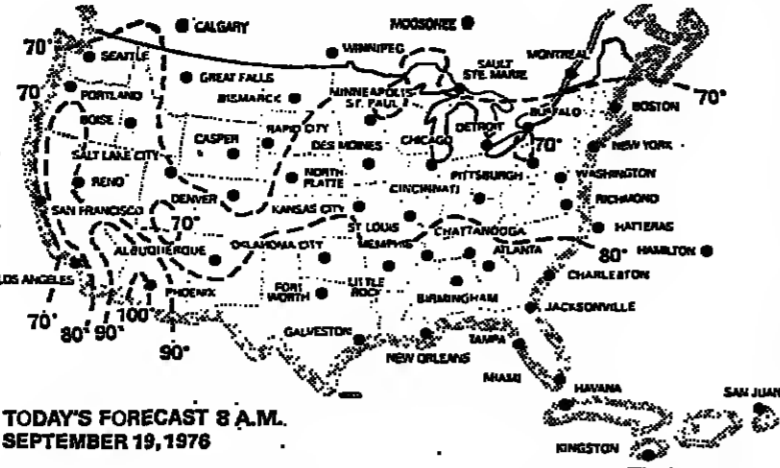 CALGARY
MOOSONEE
70°
SEATTLE
WINNIPEG
MONTREAL
SAULT
STE. MARIE
GREAT FALLS
70°
PORTLAND
BISMARCK
MINNEAPOLIS
ST. PAUL
70°
BOSTON
BUFFALO
BOISE
RAPID CITY
DETROIT
CASPER
DES MOINES
CHICAGO
70°
NEW YORK
SALT LAKE CITY
PITTSBURGH
WASHINGTON
RENO
NORTH
PLATTE
CINCINNATI
DENVER
RICHMOND
SAN FRANCISCO
KANSAS CITY
70°
ST LOUIS
CHATTANOOGA
HATTERAS
ALBUQUERQUE
OKLAHOMA CITY
MEMPHIS
ATLANTA
80°
HAMILTON
LOS ANGELES
CHARLESTON
PHOENIX
FORT
WORTH
LITTLE
ROCK
BIRMINGHAM
JACKSONVILLE
70°
80°
90°
100°
90°
GALVESTON
NEW ORLEANS
TAMPA
MIAMI
HAVANA
SAN JUAN
TODAY'S FORECAST 8 A.M.
SEPTEMBER 19, 1976
KINGSTON